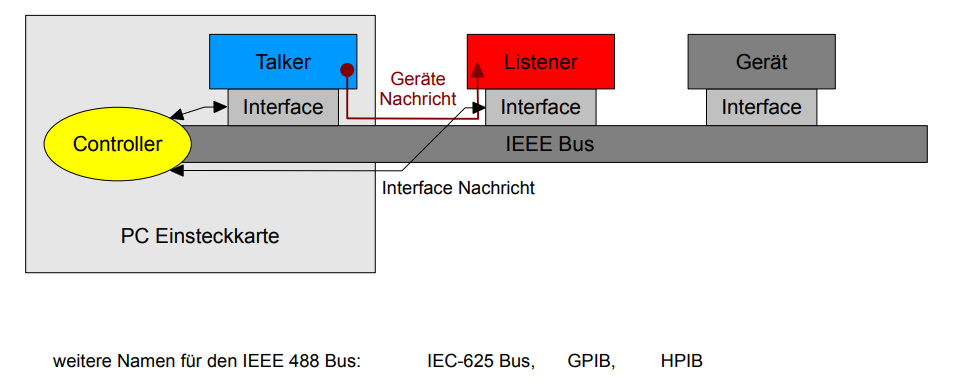 Talker
Listener
Gerät
Geräte
Nachricht
Interface
Interface
Interface
Controller
IEEE Bus
Interface Nachricht
PC Einsteckkarte
weitere Namen für den IEEE 488 Bus: IEC-625 Bus, GPIB, HPIB